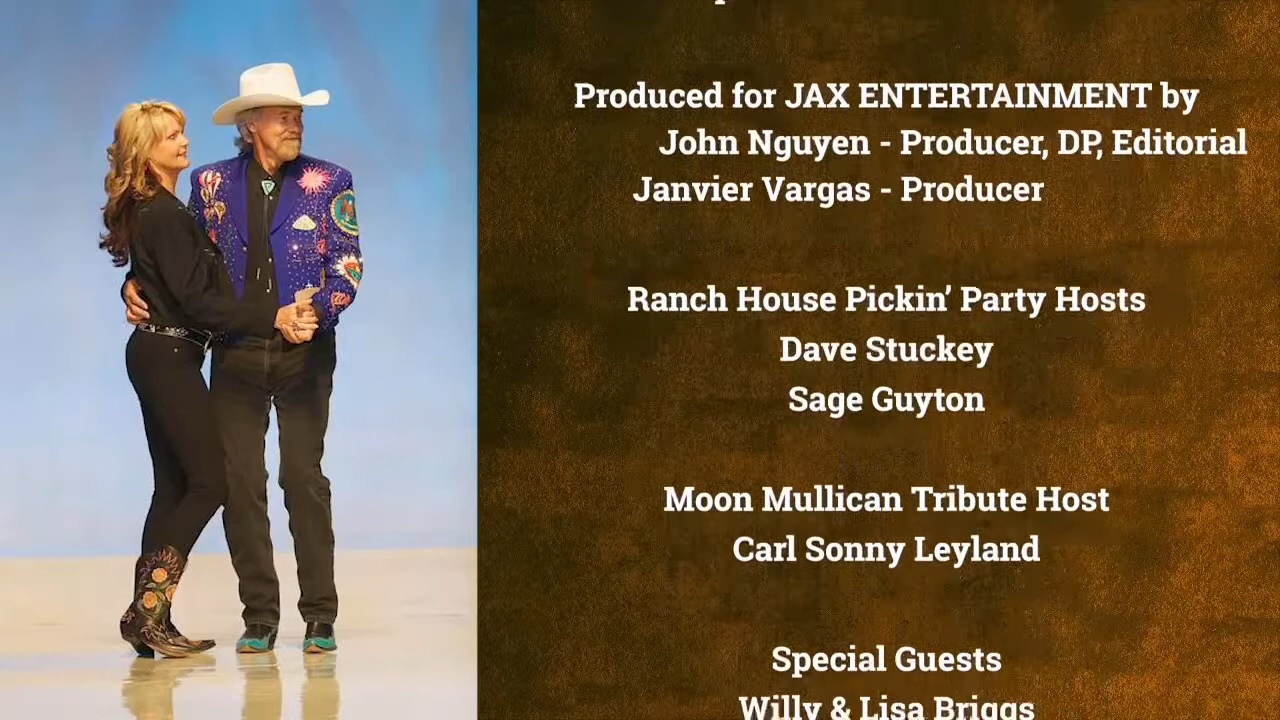 Produced for JAX ENTERTAINMENT by
John Nguyen - Producer, DP, Editorial
Janvier Vargas - Producer
Ranch House Pickin’ Party Hosts
Dave Stuckey
Sage Guyton
Moon Mullican Tribute Host
Carl Sonny Leyland
Special Guests
Willy & Lisa Briggs